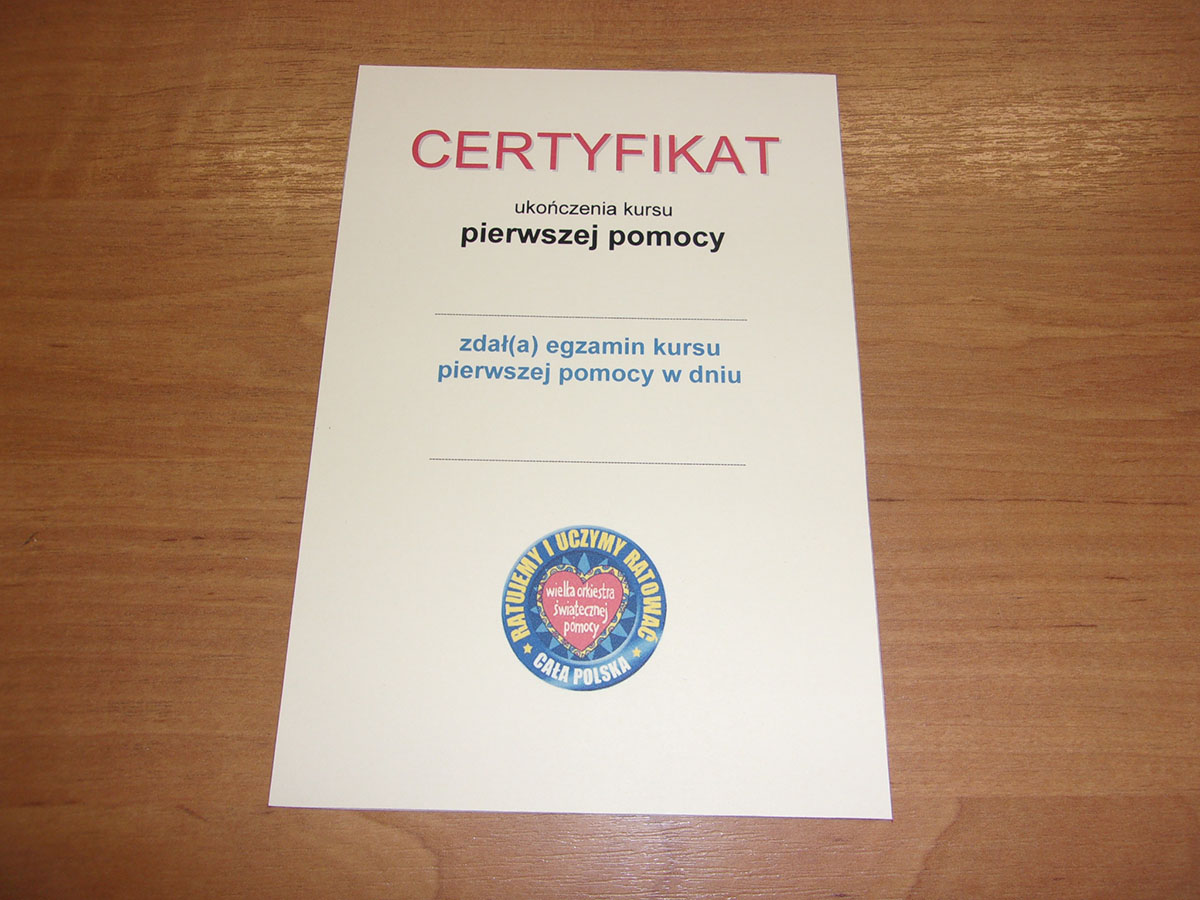 CERTYFIKAT
ukończenia kursu
pierwszej pomocy
zdał(a) egzamin kursu
pierwszej pomocy w dniu
RATUJEMY I UCZYMY RATOWAĆ
wielka orkiestra
świątecznej
pomocy
CAŁA POLSKA